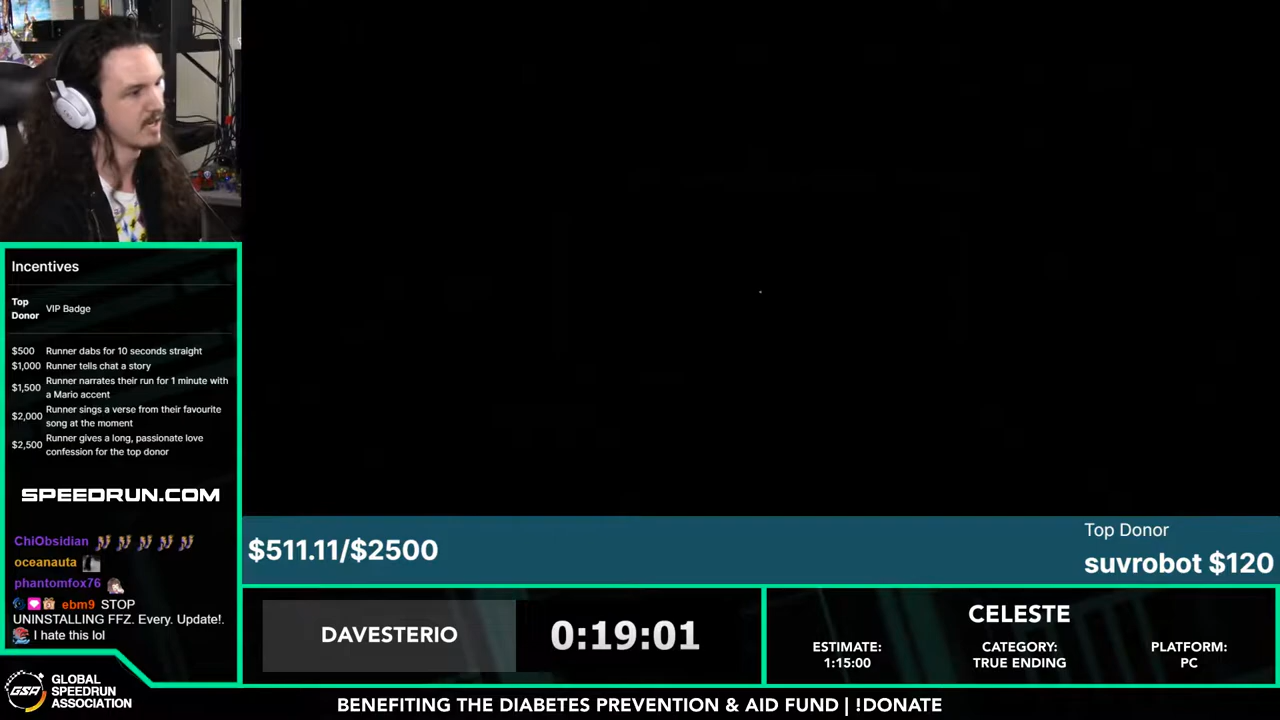 Incentives
Top Donor VIP Badge
$500 Runner dabs for 10 seconds straight
$1,000 Runner tells chat a story
$1,500 Runner narrates their run for 1 minute with
a Mario accent
$2,000 Runner sings a verse from their favourite
song at the moment
$2,500 Runner gives a long, passionate love
confession for the top donor
SPEEDRUN.COM
ChiObsidian
oceanauta
phantomfox76
ebm9 STOP
UNINSTALLING FFZ. Every. Update!.
I hate this lol
GSA GLOBAL
SPEEDRUN
ASSOCIATION
$511.11/$2500
Top Donor
suvrobot $120
DAVESTERIO
0:19:01
CELESTE
ESTIMATE:
1:15:00
CATEGORY:
TRUE ENDING
PLATFORM:
PC
BENEFITING THE DIABETES PREVENTION & AID FUND | !DONATE